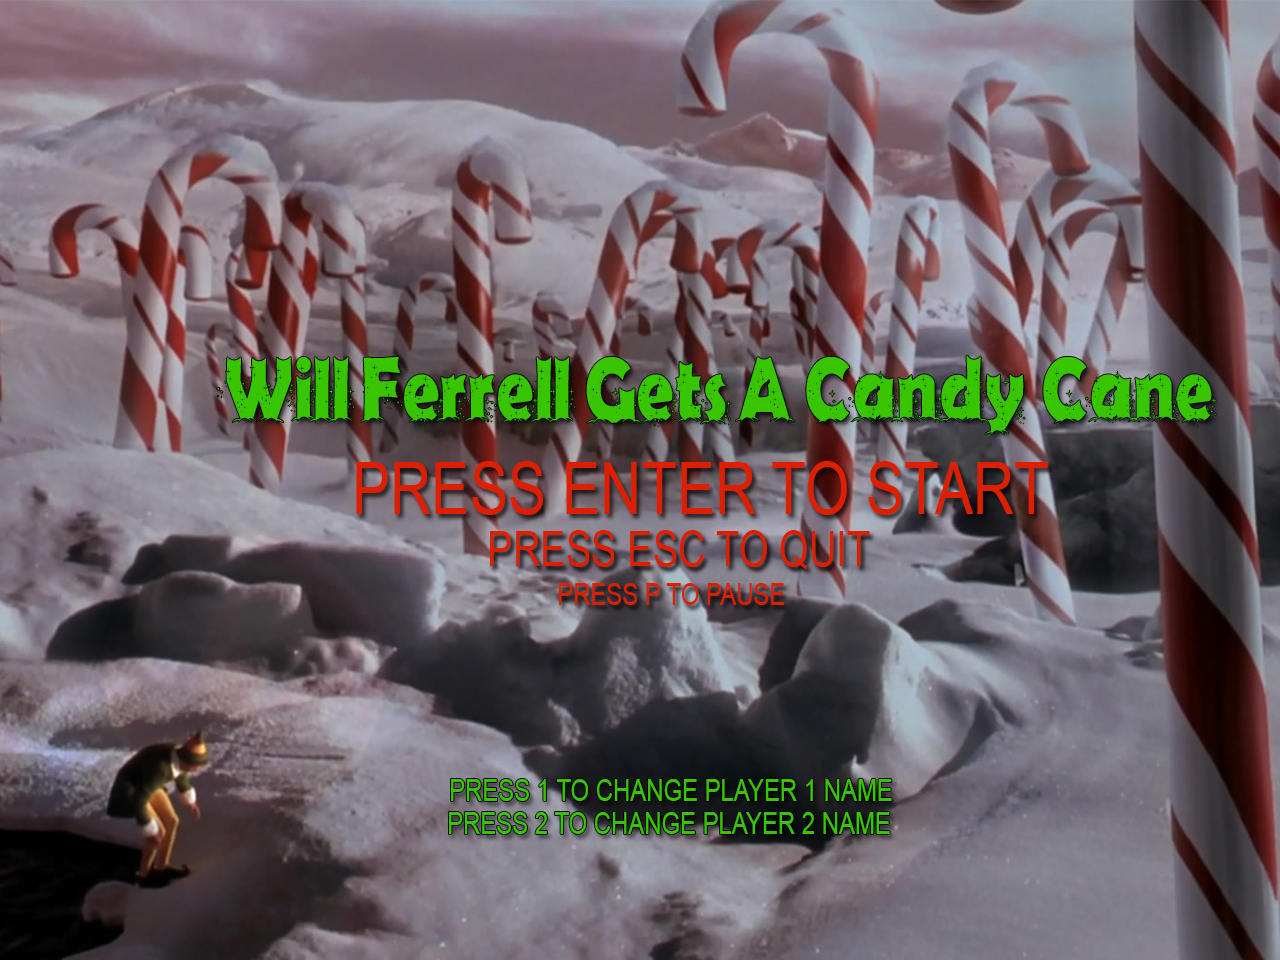 Will Ferrell Gets A Candy Cane
PRESS ENTER TO START
PRESS ESC TO QUIT
PRESS P TO PAUSE
PRESS 1 TO CHANGE PLAYER 1 NAME
PRESS 2 TO CHANGE PLAYER 2 NAME